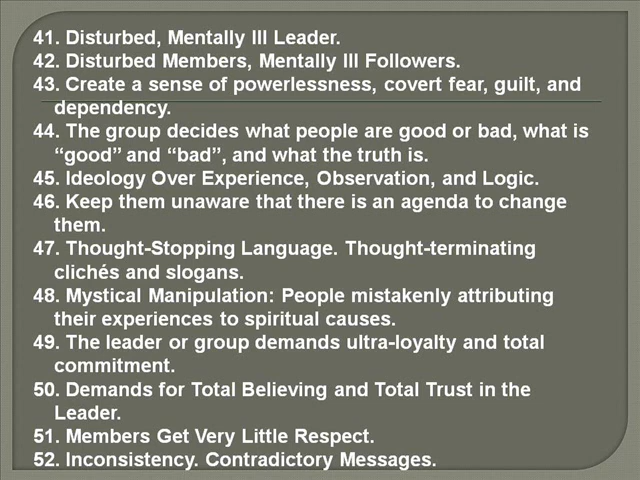 41. Disturbed, Mentally Ill Leader.
42. Disturbed Members, Mentally Ill Followers.
43. Create a sense of powerlessness, covert fear, guilt, and
dependency.
44. The group decides what people are good or bad, what is
“good” and “bad”, and what the truth is.
45. Ideology Over Experience, Observation, and Logic.
46. Keep them unaware that there is an agenda to change
them.
47. Thought-Stopping Language. Thought-terminating
clichés and slogans.
48. Mystical Manipulation: People mistakenly attributing
their experiences to spiritual causes.
49. The leader or group demands ultra-loyalty and total
commitment.
50. Demands for Total Believing and Total Trust in the
Leader.
51. Members Get Very Little Respect.
52. Inconsistency. Contradictory Messages.